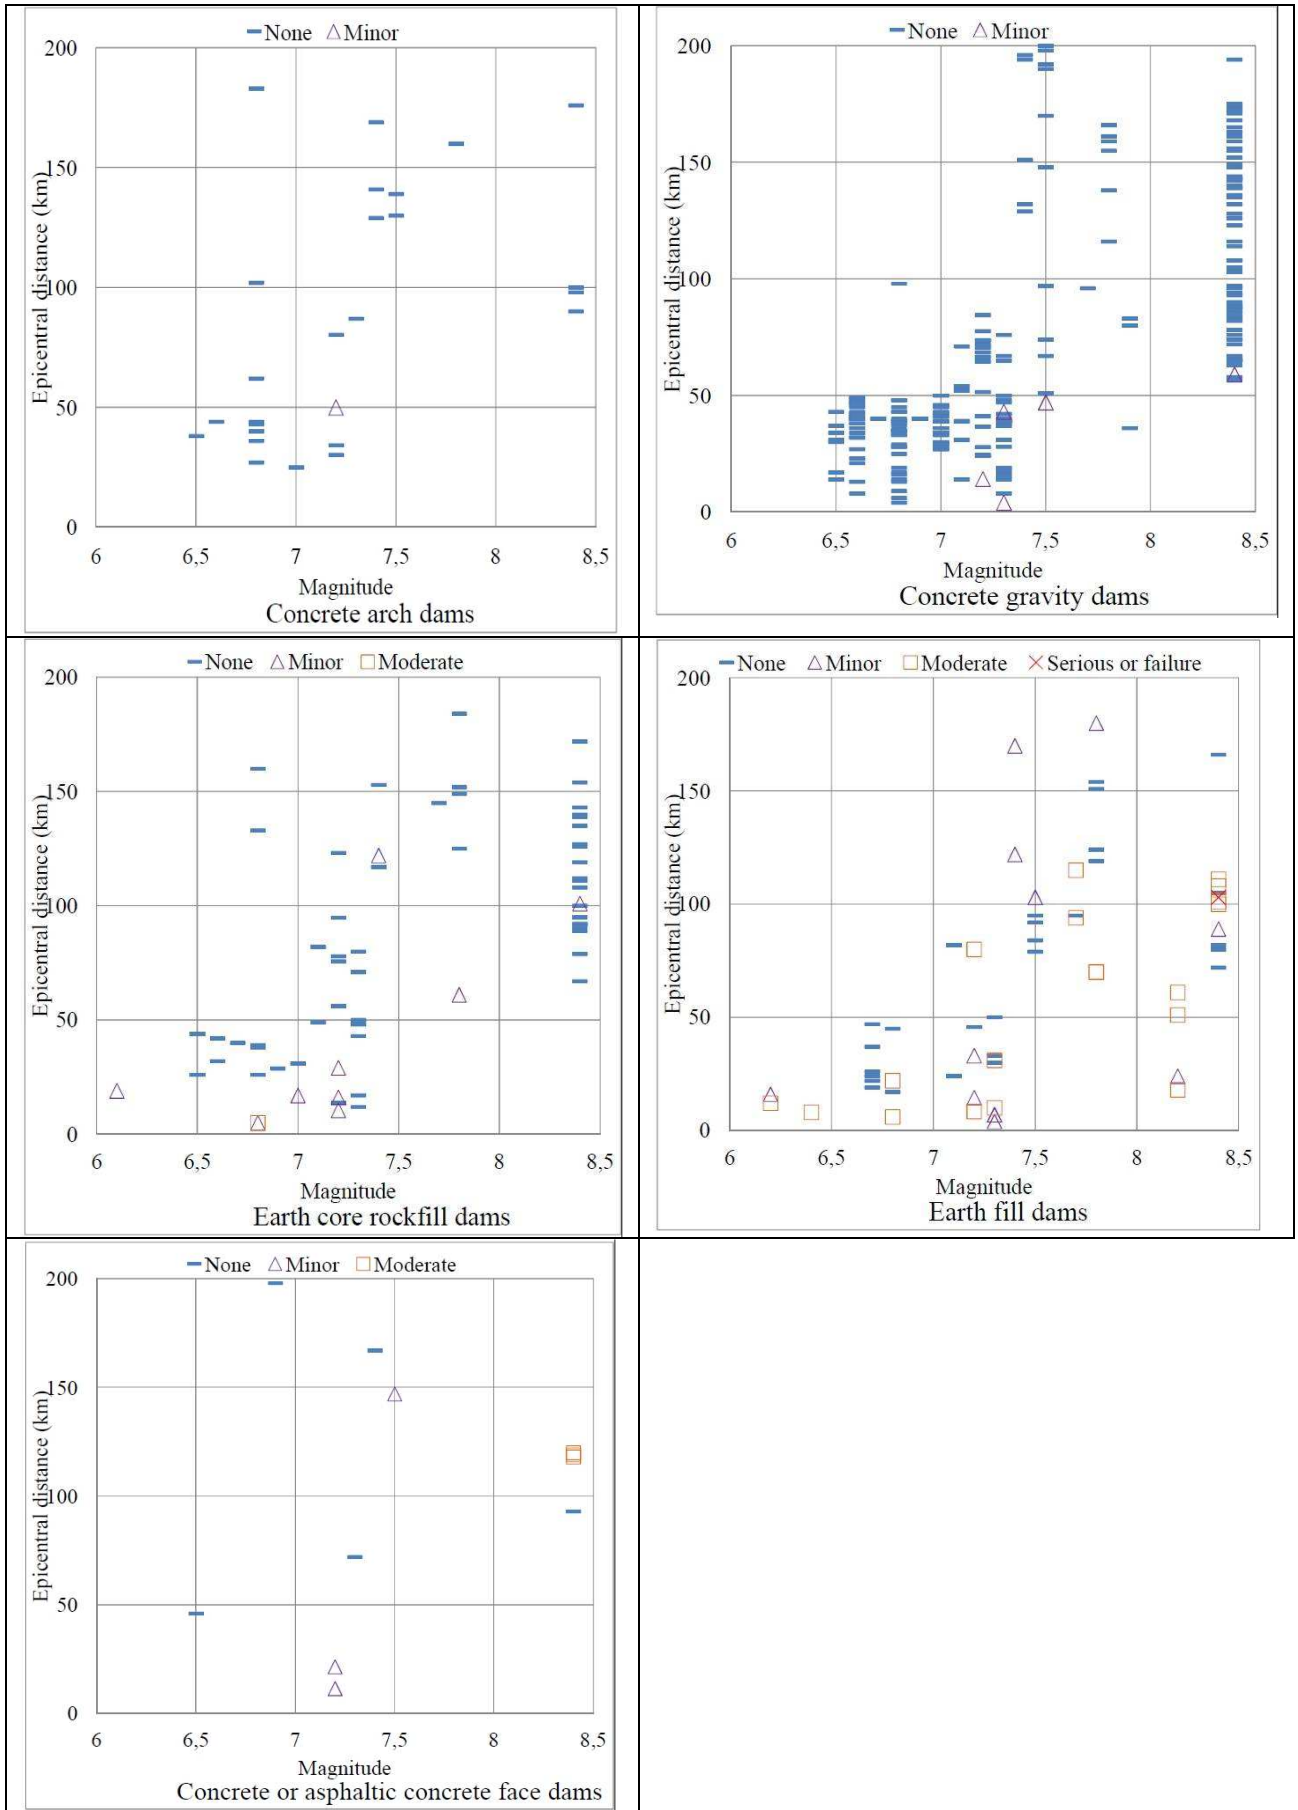 None Minor
200
150
100
50
0
Epicentral distance (km)
6 6,5 7 7,5 8 8,5
Magnitude
Concrete arch dams
None Minor
200
150
100
50
0
Epicentral distance (km)
6 6,5 7 7,5 8 8,5
Magnitude
Concrete gravity dams
None Minor Moderate
200
150
100
50
0
Epicentral distance (km)
6 6,5 7 7,5 8 8,5
Magnitude
Earth core rockfill dams
None Minor Moderate Serious or failure
200
150
100
50
0
Epicentral distance (km)
6 6,5 7 7,5 8 8,5
Magnitude
Earth fill dams
None Minor Moderate
200
150
100
50
0
Epicentral distance (km)
6 6,5 7 7,5 8 8,5
Magnitude
Concrete or asphaltic concrete face dams